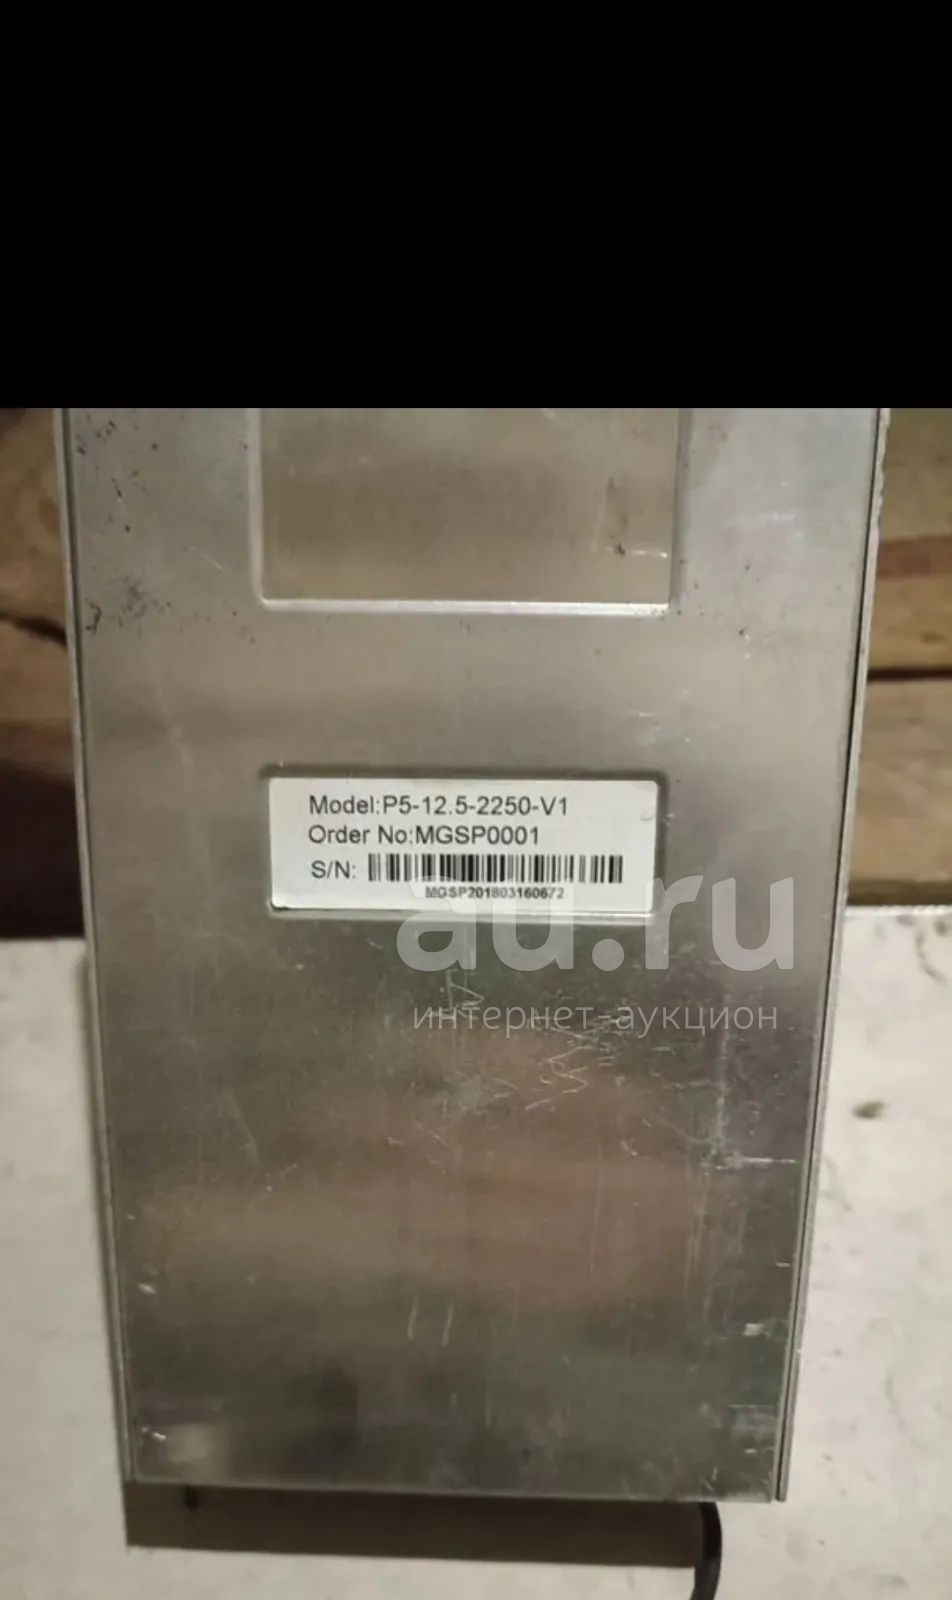 Model:P5-12.5-2250-V1
Order No:MGSP0001
S/N:
MGSP201803160672
au.ru
интернет-аукцион